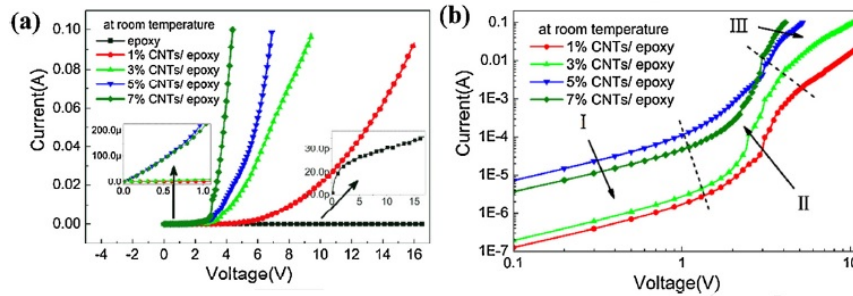 (a)
at room temperature
epoxy
1% CNTs/ epoxy
3% CNTs/ epoxy
5% CNTs/ epoxy
7% CNTs/ epoxy
Current(A)
0.10
0.08
0.06
0.04
0.02
0.00
200.0μ
100.0μ
0.0
0.0 0.5 1.0
30.0p
20.0p
0 5 10 15
-4 -2 0 2 4 6 8 10 12 14 16
Voltage(V)
(b)
at room temperature
1% CNTs/ epoxy
3% CNTs/ epoxy
5% CNTs/ epoxy
7% CNTs/ epoxy
I
II
III
Current(A)
0.1
0.01
1E-3
1E-4
1E-5
1E-6
1E-7
0.1 1 10
Voltage(V)